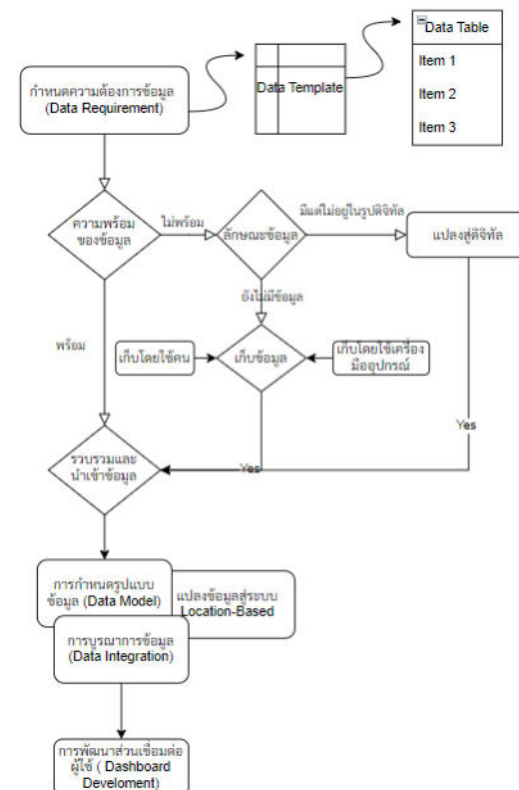 Data Table
Item 1
Item 2
Item 3
Data Template
กำหนดความต้องการข้อมูล
(Data Requirement)
ความพร้อม
ของข้อมูล
ไม่พร้อม
ลักษณะข้อมูล
มีแต่ไม่อยู่ในรูปดิจิทัล
แปลงสู่ดิจิทัล
ยังไม่มีข้อมูล
พร้อม
เก็บโดยใช้คน
เก็บข้อมูล
เก็บโดยใช้เครื่อง
มืออุปกรณ์
Yes
Yes
รวบรวมและ
นำเข้าข้อมูล
การกำหนดรูปแบบ
ข้อมูล (Data Model)
แปลงข้อมูลสู่ระบบ
Location-Based
การบูรณาการข้อมูล
(Data Integration)
การพัฒนาส่วนเชื่อมต่อ
ผู้ใช้ ( Dashboard
Develoment)